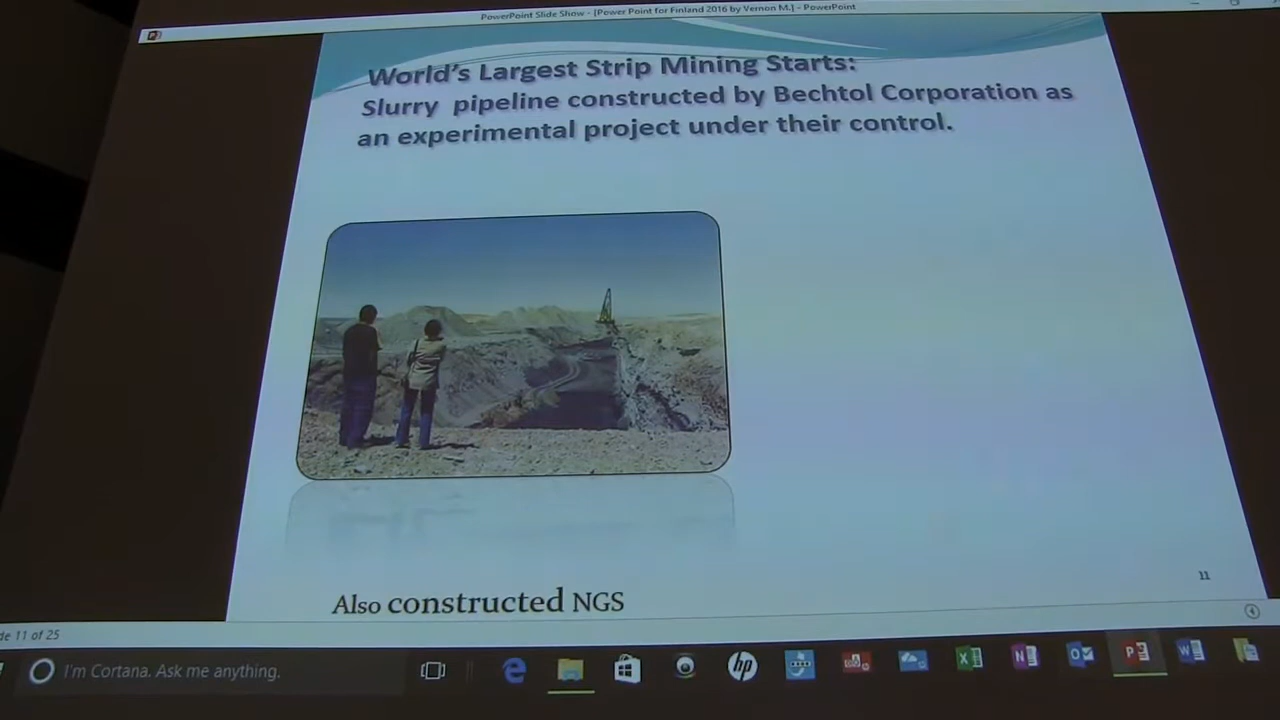 PowerPoint Slide Show - [Power Point for Finland 2016 by Vernon M.] - PowerPoint
World's Largest Strip Mining Starts:
Slurry pipeline constructed by Bechtol Corporation as
an experimental project under their control.
Also constructed NGS
11
de 11 of 25
I'm Cortana. Ask me anything.
hp